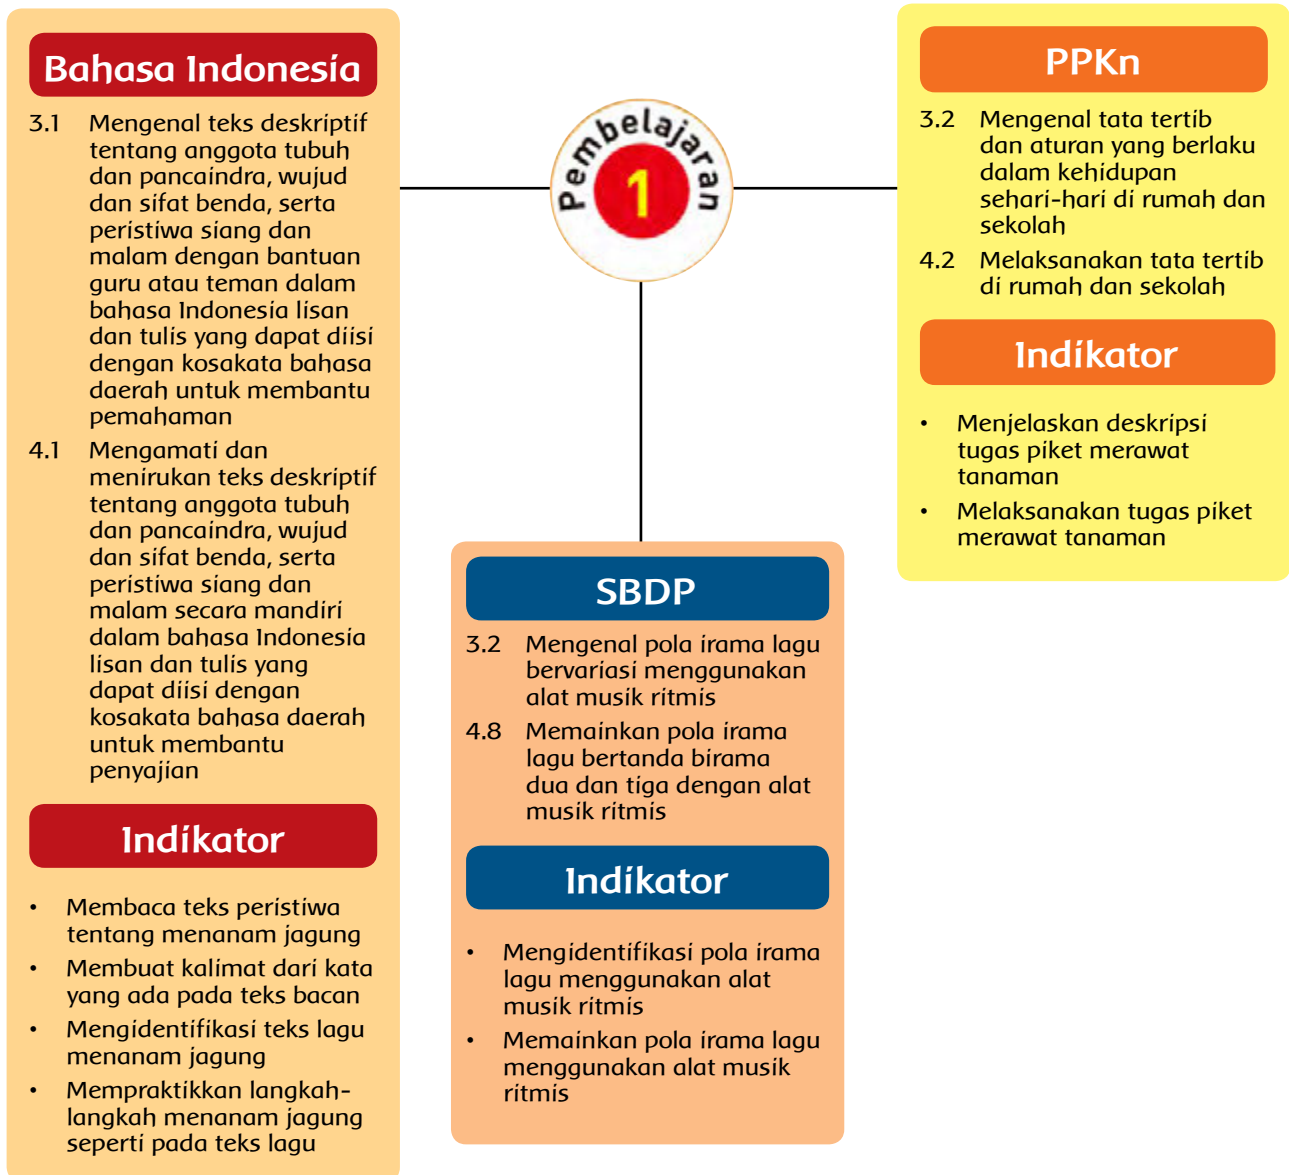 Bahasa Indonesia
3.1 Mengenal teks deskriptif
tentang anggota tubuh
dan pancaindra, wujud
dan sifat benda, serta
peristiwa siang dan
malam dengan bantuan
guru atau teman dalam
bahasa Indonesia lisan
dan tulis yang dapat diisi
dengan kosakata bahasa
daerah untuk membantu
pemahaman
4.1 Mengamati dan
menirukan teks deskriptif
tentang anggota tubuh
dan pancaindra, wujud
dan sifat benda, serta
peristiwa siang dan
malam secara mandiri
dalam bahasa Indonesia
lisan dan tulis yang
dapat diisi dengan
kosakata bahasa daerah
untuk membantu
penyajian
Indikator
• Membaca teks peristiwa
tentang menanam jagung
• Membuat kalimat dari kata
yang ada pada teks bacan
• Mengidentifikasi teks lagu
menanam jagung
• Mempraktikkan langkah-
langkah menanam jagung
seperti pada teks lagu
Pembelajaran
1
SBDP
3.2 Mengenal pola irama lagu
bervariasi menggunakan
alat musik ritmis
4.8 Memainkan pola irama
lagu bertanda birama
dua dan tiga dengan alat
musik ritmis
Indikator
• Mengidentifikasi pola irama
lagu menggunakan alat
musik ritmis
• Memainkan pola irama lagu
menggunakan alat musik
ritmis
PPKn
3.2 Mengenal tata tertib
dan aturan yang berlaku
dalam kehidupan
sehari-hari di rumah dan
sekolah
4.2 Melaksanakan tata tertib
di rumah dan sekolah
Indikator
• Menjelaskan deskripsi
tugas piket merawat
tanaman
• Melaksanakan tugas piket
merawat tanaman